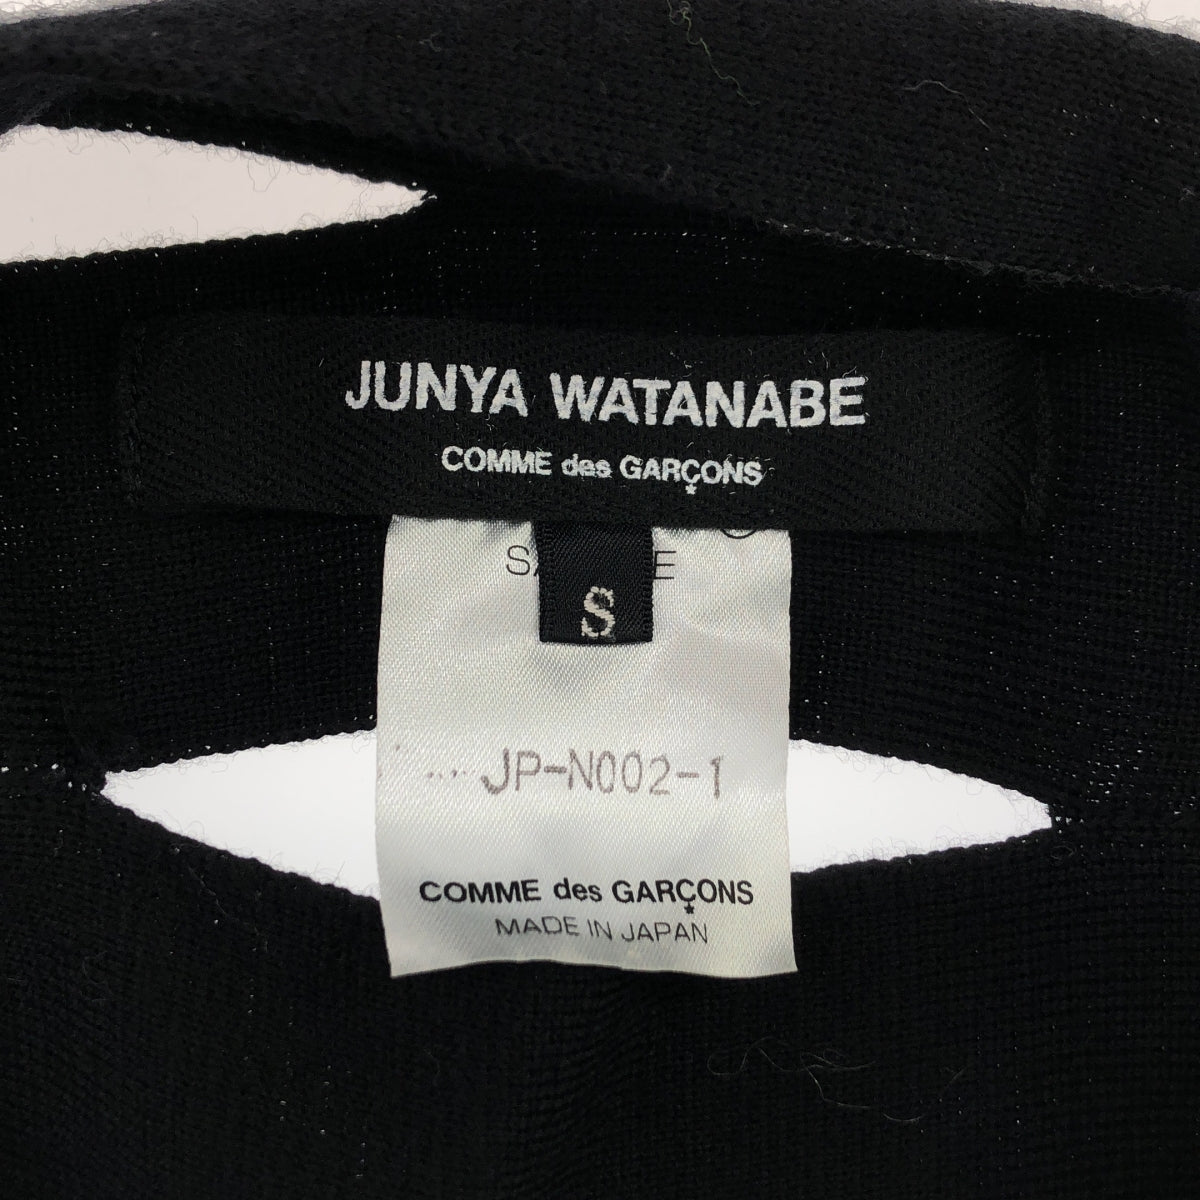 JUNYA WATANABE
COMME des GARÇONS
S
JP-N002-1
COMME des GARÇONS
MADE IN JAPAN